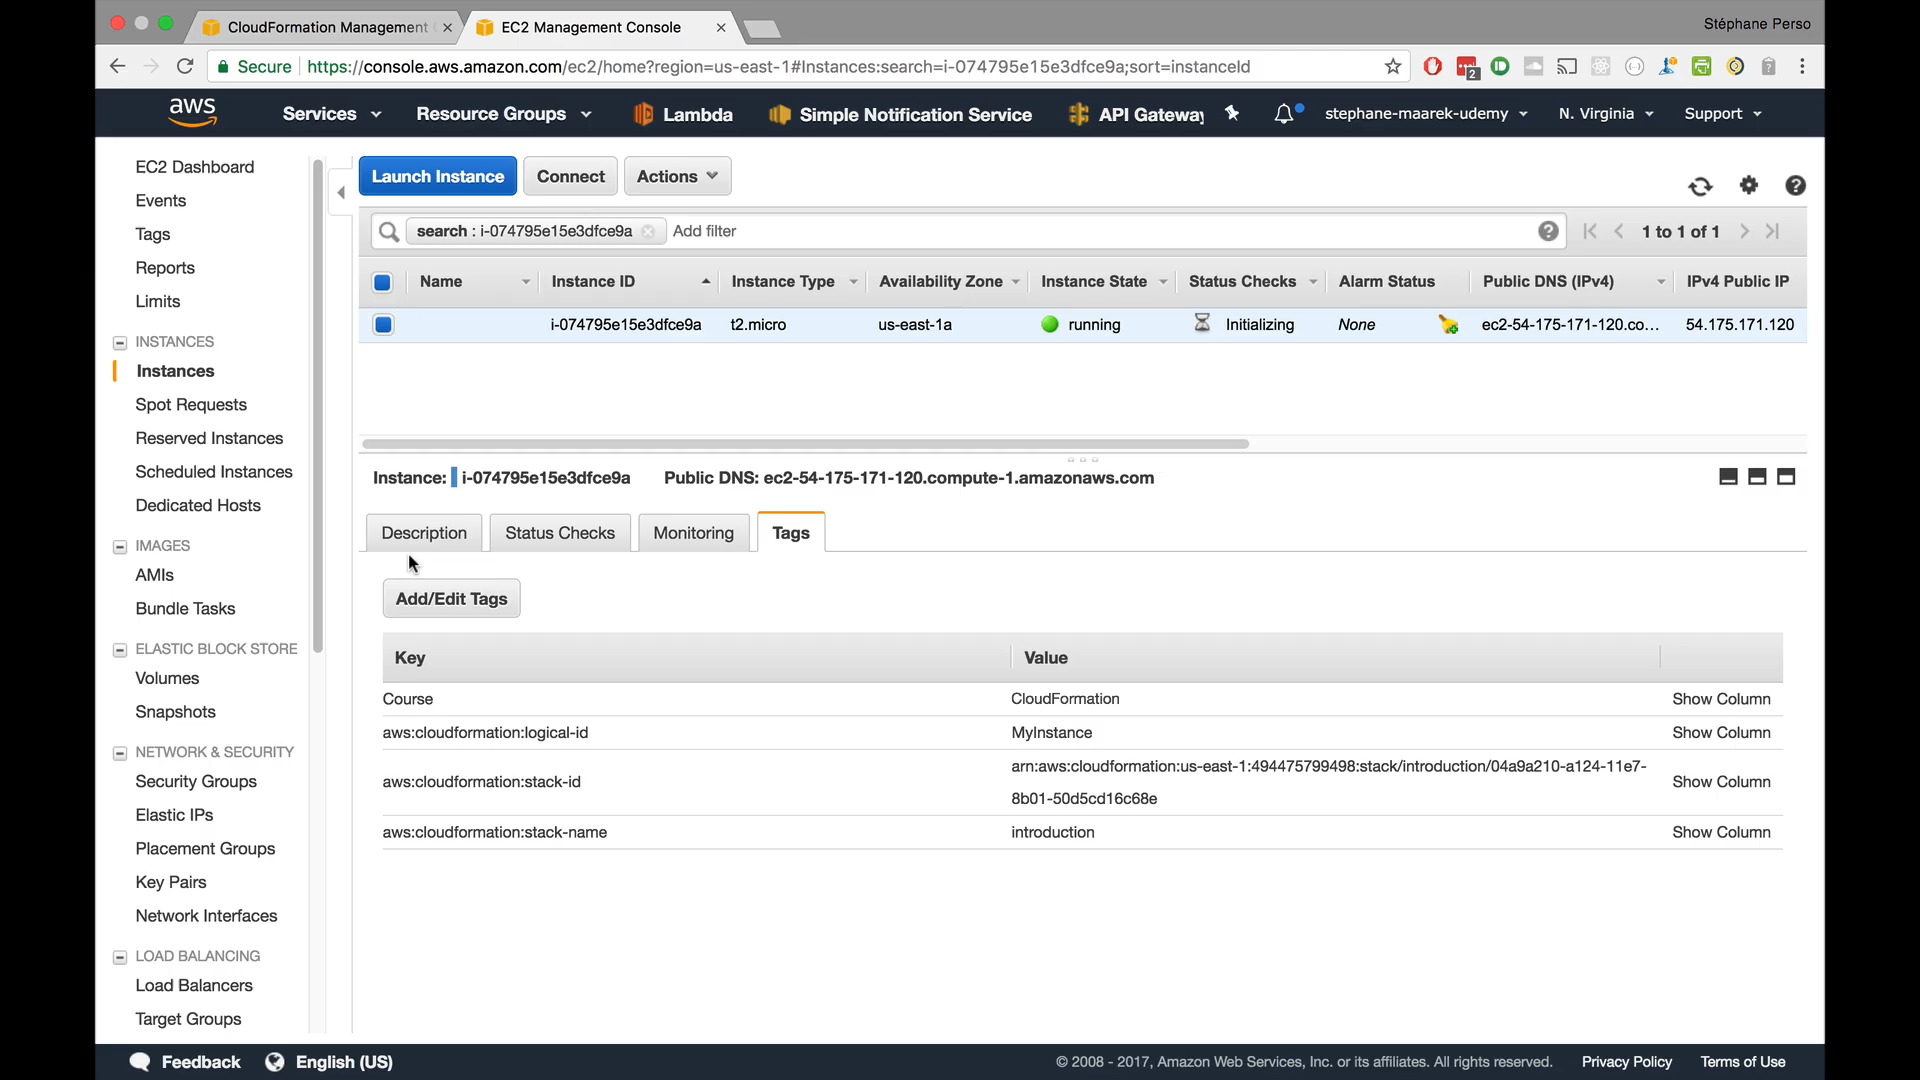 CloudFormation Management
EC2 Management Console
Stéphane Perso
Secure
https://console.aws.amazon.com/ec2/home?region=us-east-1#Instances:search=i-074795e15e3dfce9a;sort=instanceId
2
aws
Services
Resource Groups
Lambda
Simple Notification Service
API Gateway
stephane-maarek-udemy
N. Virginia
Support
EC2 Dashboard
Events
Tags
Reports
Limits
INSTANCES
Instances
Spot Requests
Reserved Instances
Scheduled Instances
Dedicated Hosts
IMAGES
AMIs
Bundle Tasks
ELASTIC BLOCK STORE
Volumes
Snapshots
NETWORK & SECURITY
Security Groups
Elastic IPs
Placement Groups
Key Pairs
Network Interfaces
LOAD BALANCING
Load Balancers
Target Groups
Launch Instance
Connect
Actions
search : i-074795e15e3dfce9a
Add filter
1 to 1 of 1
Name Instance ID Instance Type Availability Zone Instance State Status Checks Alarm Status Public DNS (IPv4) IPv4 Public IP
i-074795e15e3dfce9a t2.micro us-east-1a running Initializing None ec2-54-175-171-120.co... 54.175.171.120
Instance: i-074795e15e3dfce9a Public DNS: ec2-54-175-171-120.compute-1.amazonaws.com
Description Status Checks Monitoring Tags
Add/Edit Tags
Key Value
Course CloudFormation Show Column
aws:cloudformation:logical-id MyInstance Show Column
aws:cloudformation:stack-id arn:aws:cloudformation:us-east-1:494475799498:stack/introduction/04a9a210-a124-11e7- Show Column
8b01-50d5cd16c68e
aws:cloudformation:stack-name introduction Show Column
Feedback
English (US)
© 2008 - 2017, Amazon Web Services, Inc. or its affiliates. All rights reserved.
Privacy Policy
Terms of Use